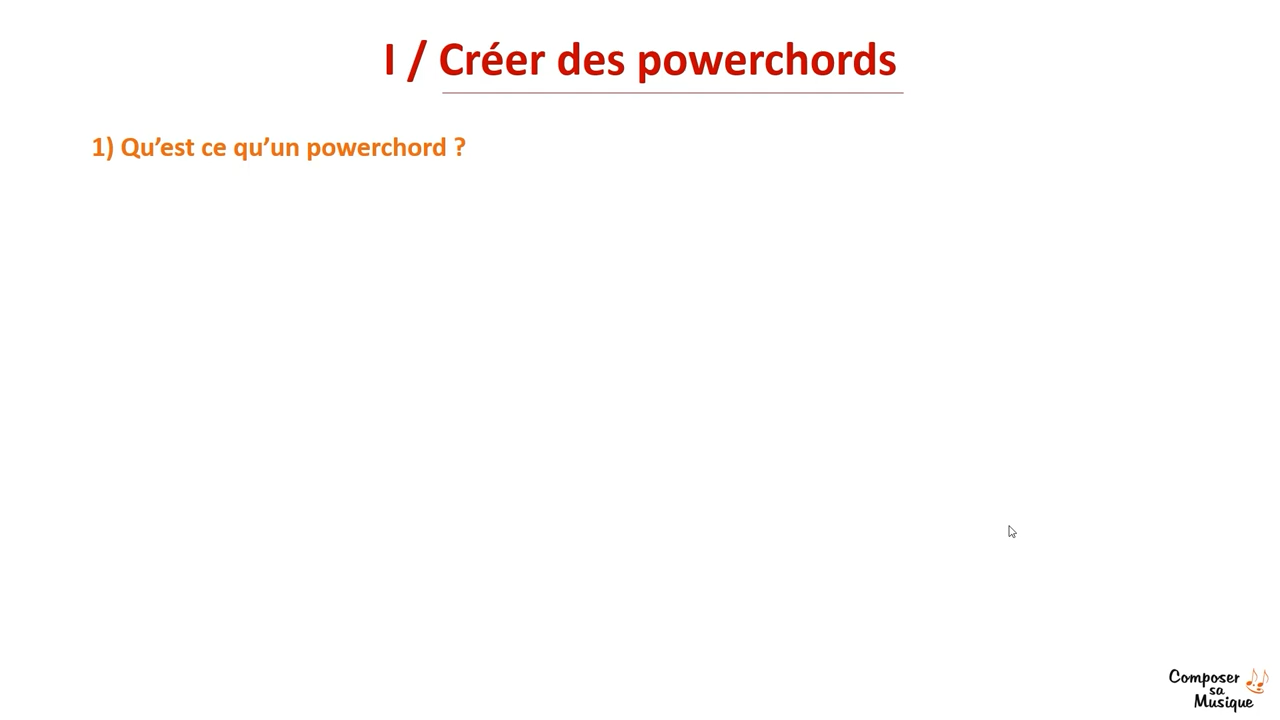 I / Créer des powerchords
1) Qu’est ce qu’un powerchord ?
Composer
sa
Musique